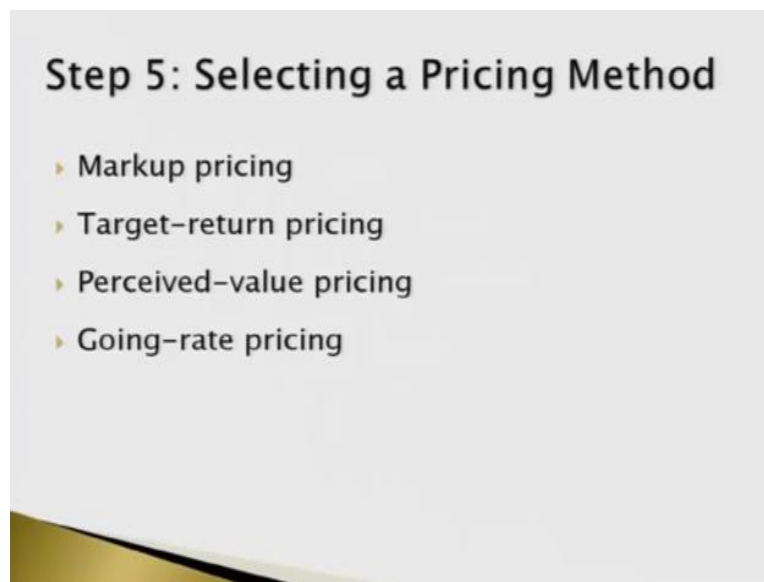 Step 5: Selecting a Pricing Method
Markup pricing
Target-return pricing
Perceived-value pricing
Going-rate pricing